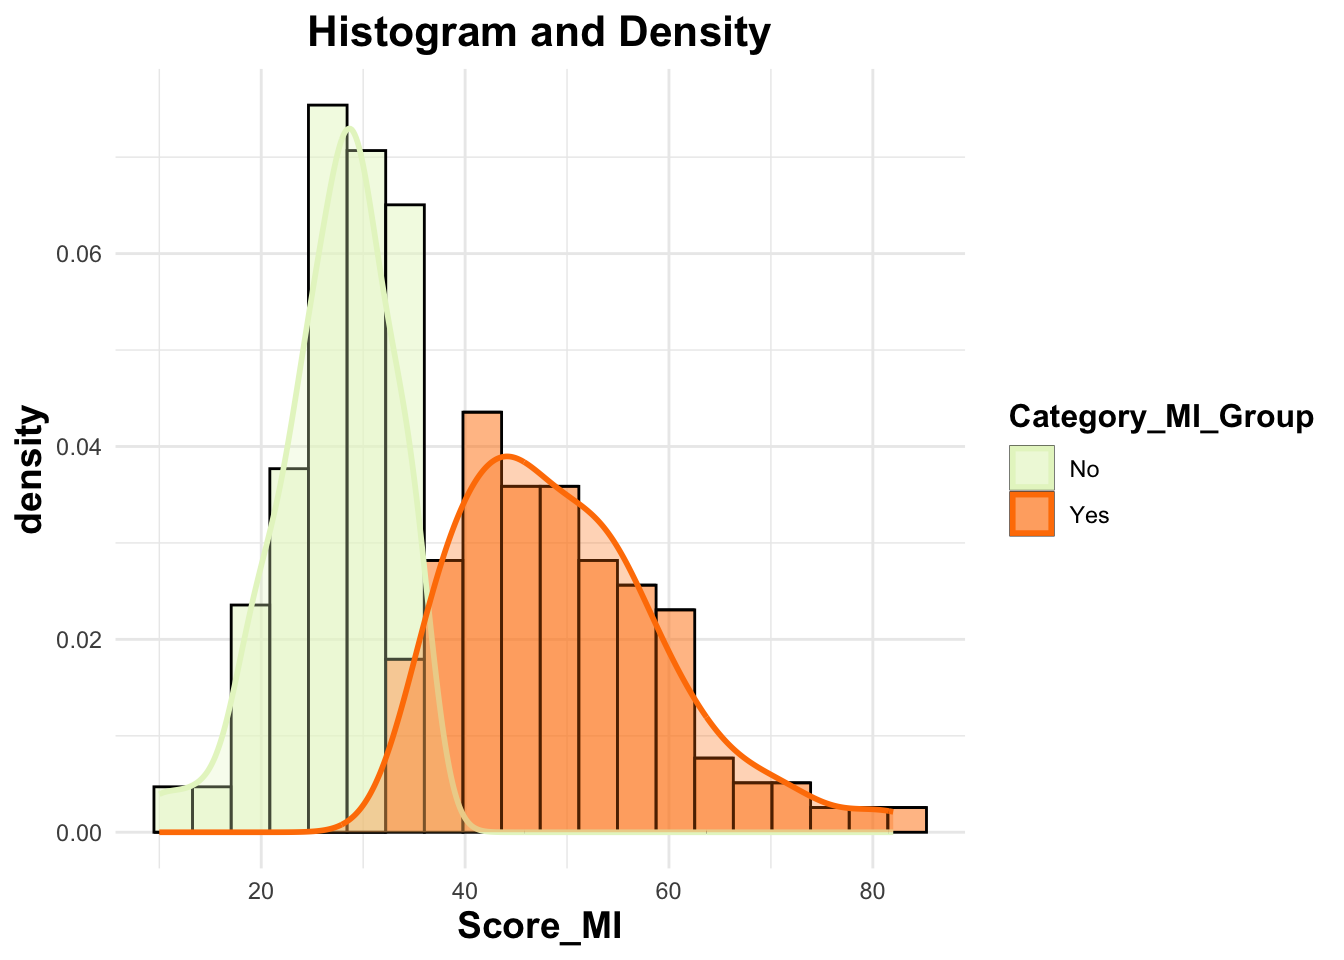 Histogram and Density
density
0.06
0.04
0.02
0.00
20 40 60 80
Score_MI
Category_MI_Group
No
Yes